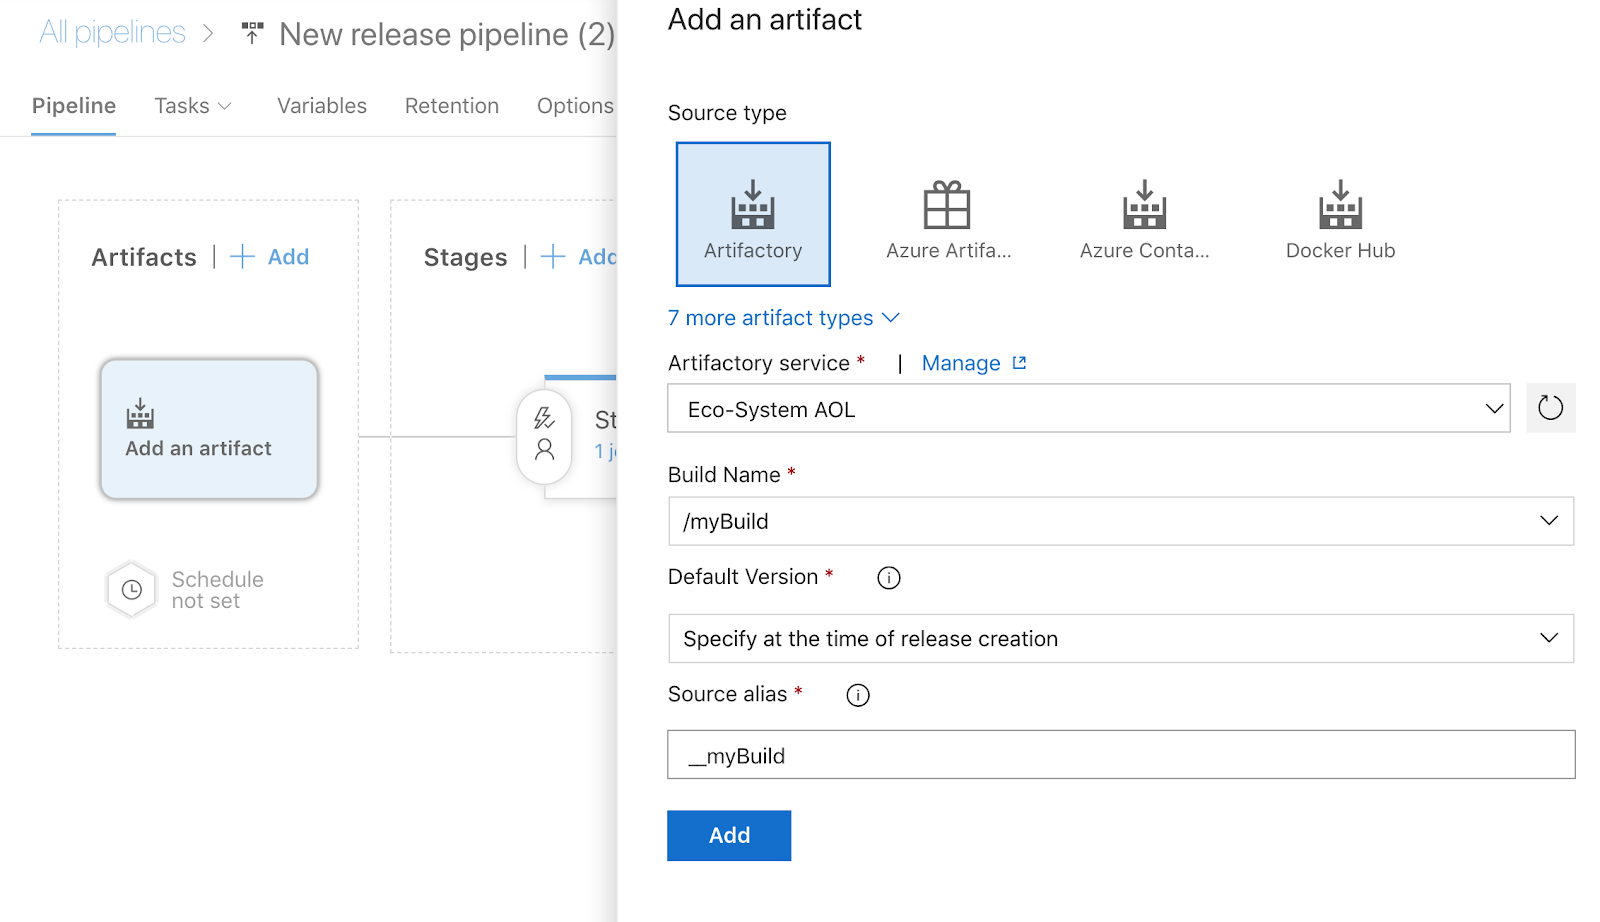 All pipelines
New release pipeline (2)
Pipeline
Tasks
Variables
Retention
Options
Artifacts | + Add
Stages | + Add
Add an artifact
St
1 j
Schedule
not set
Add an artifact
Source type
Artifactory
Azure Artifa...
Azure Conta...
Docker Hub
7 more artifact types
Artifactory service * | Manage
Eco-System AOL
Build Name *
/myBuild
Default Version *
Specify at the time of release creation
Source alias *
__myBuild
Add